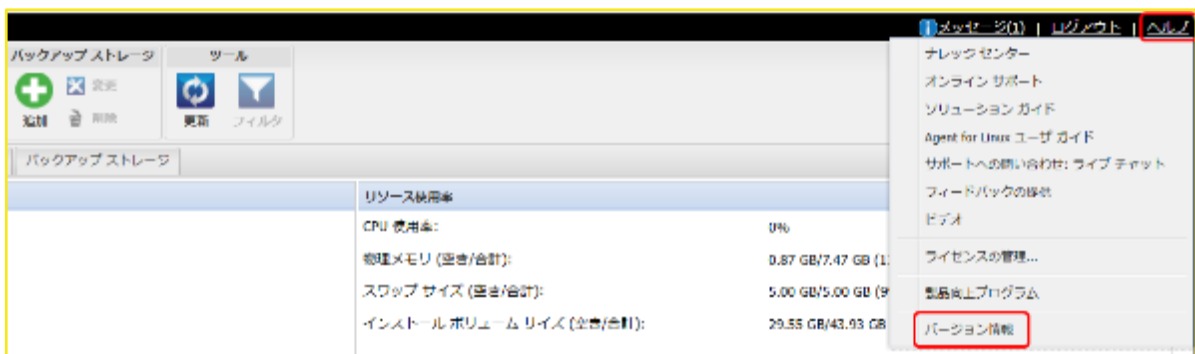 メッセージ(1) | ログアウト | ヘルプ
バックアップ ストレージ ツール
追加 変更 削除 更新 フィルタ
バックアップ ストレージ
ナレッジ センター
オンライン サポート
ソリューション ガイド
Agent for Linux ユーザ ガイド
サポートへの問い合わせ: ライブ チャット
フィードバックの提供
ビデオ
ライセンスの管理...
製品向上プログラム
バージョン情報
リソース使用率
CPU 使用率: 0%
物理メモリ (空き/合計): 0.87 GB/7.47 GB (1
スワップ サイズ (空き/合計): 5.00 GB/5.00 GB (9
インストール ボリューム サイズ (空き/合計): 29.55 GB/43.93 GB